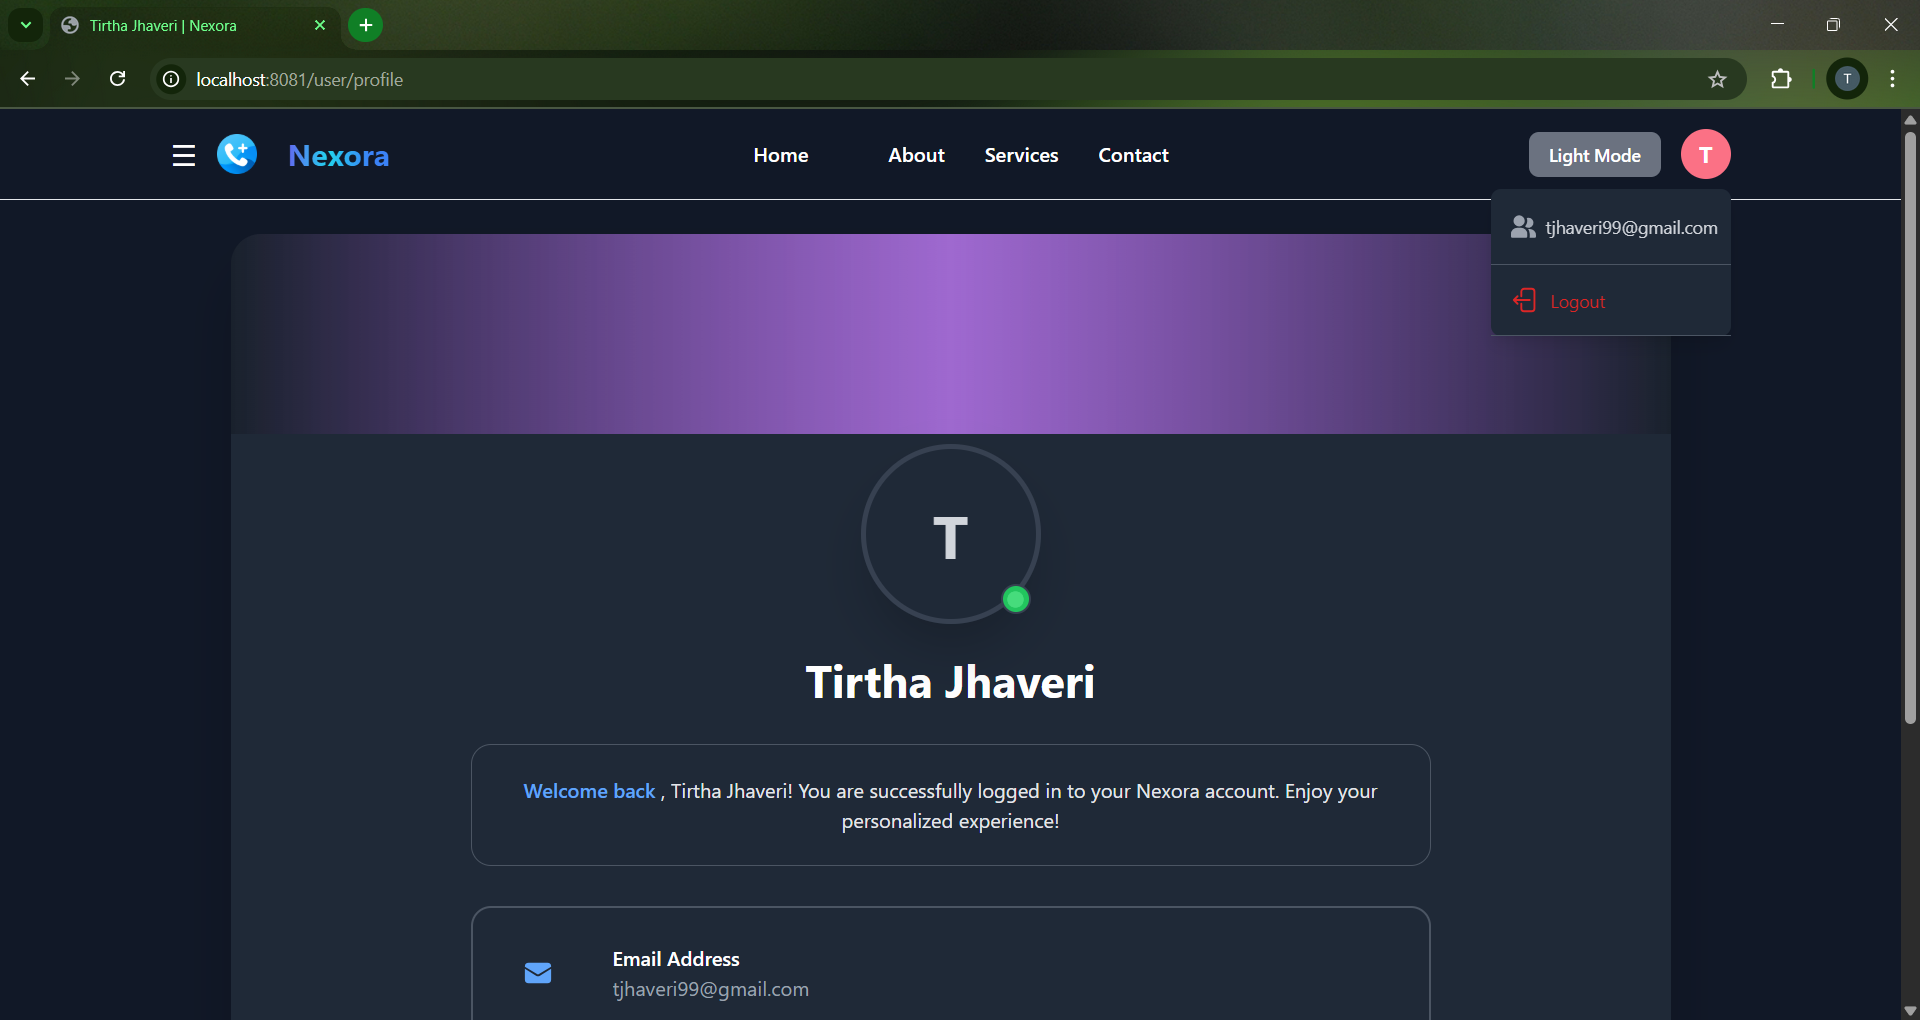 Tirtha Jhaveri | Nexora
localhost:8081/user/profile
T
Nexora
Home About Services Contact
Light Mode
T
tjhaveri99@gmail.com
Logout
T
Tirtha Jhaveri
Welcome back , Tirtha Jhaveri! You are successfully logged in to your Nexora account. Enjoy your
personalized experience!
Email Address
tjhaveri99@gmail.com